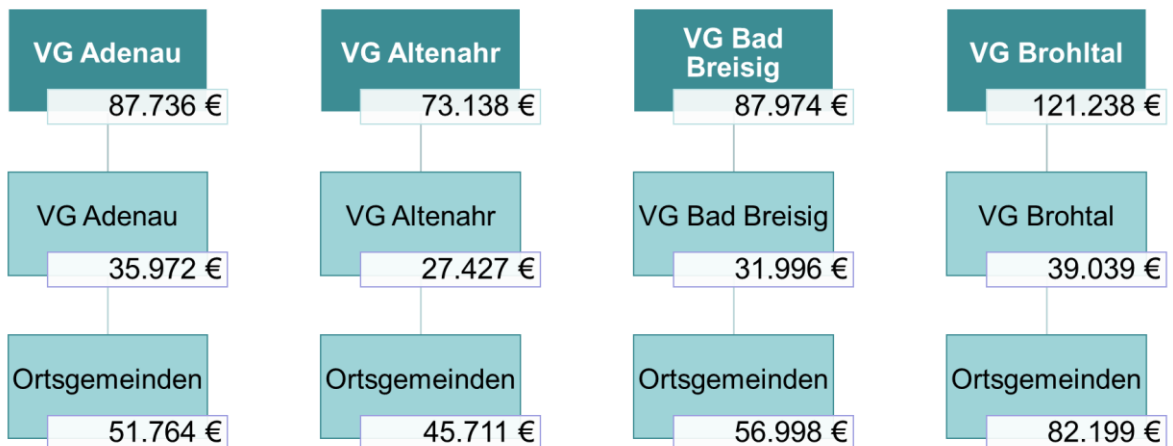 VG Adenau
87.736 €
VG Adenau
35.972 €
Ortsgemeinden
51.764 €
VG Altenahr
73.138 €
VG Altenahr
27.427 €
Ortsgemeinden
45.711 €
VG Bad
Breisig
87.974 €
VG Bad Breisig
31.996 €
Ortsgemeinden
56.998 €
VG Brohltal
121.238 €
VG Brohtal
39.039 €
Ortsgemeinden
82.199 €